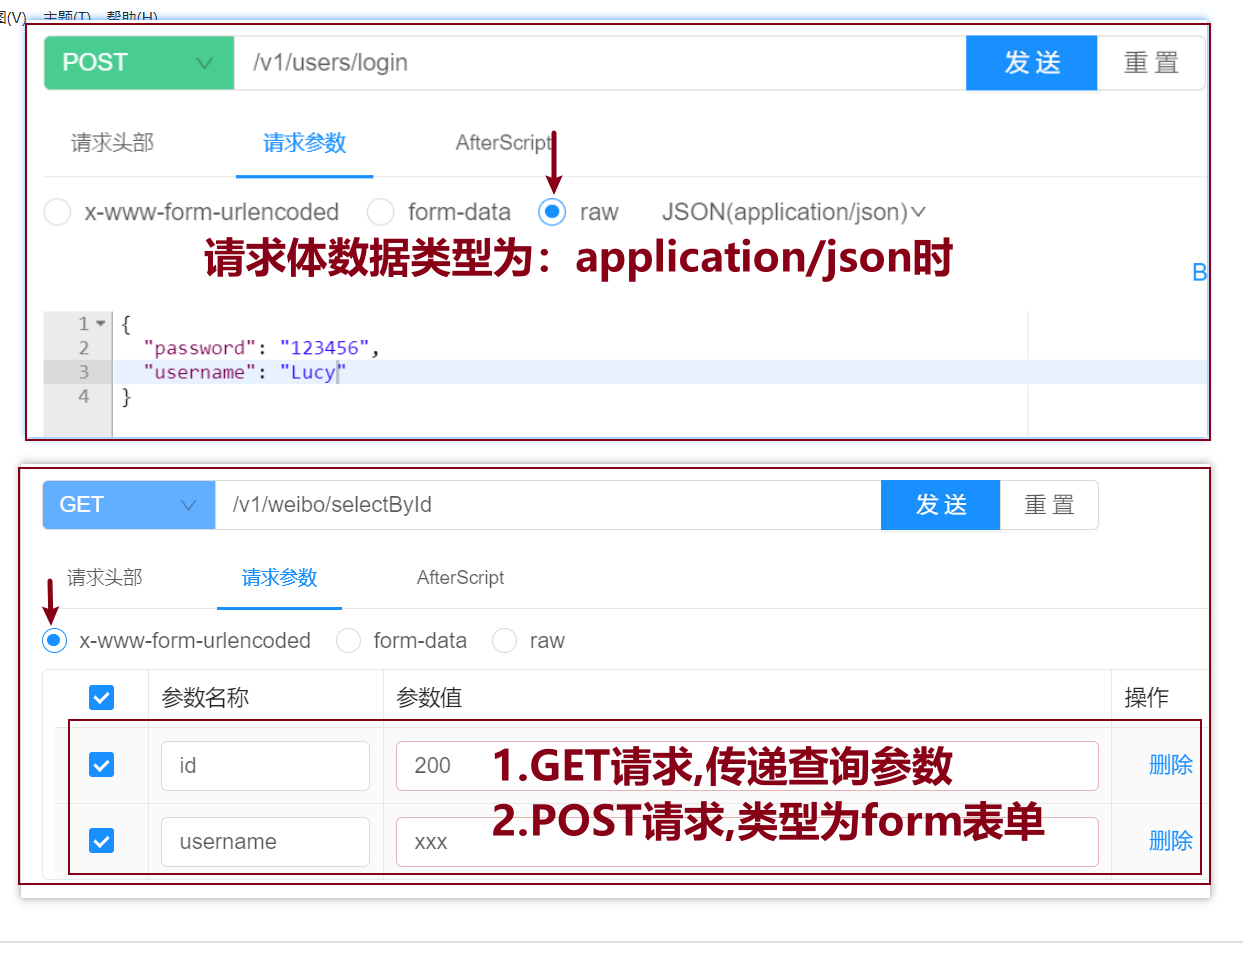 图(V) 主题(T) 帮助(H)
POST /v1/users/login 发 送 重 置
请求头部 请求参数 AfterScript
x-www-form-urlencoded form-data raw JSON(application/json)
请求体数据类型为：application/json时
B
1 {
2 "password": "123456",
3 "username": "Lucy"
4 }
GET /v1/weibo/selectById 发 送 重 置
请求头部 请求参数 AfterScript
x-www-form-urlencoded form-data raw
参数名称 参数值 操作
id 200 1.GET请求,传递查询参数 删除
username xxx 2.POST请求,类型为form表单 删除